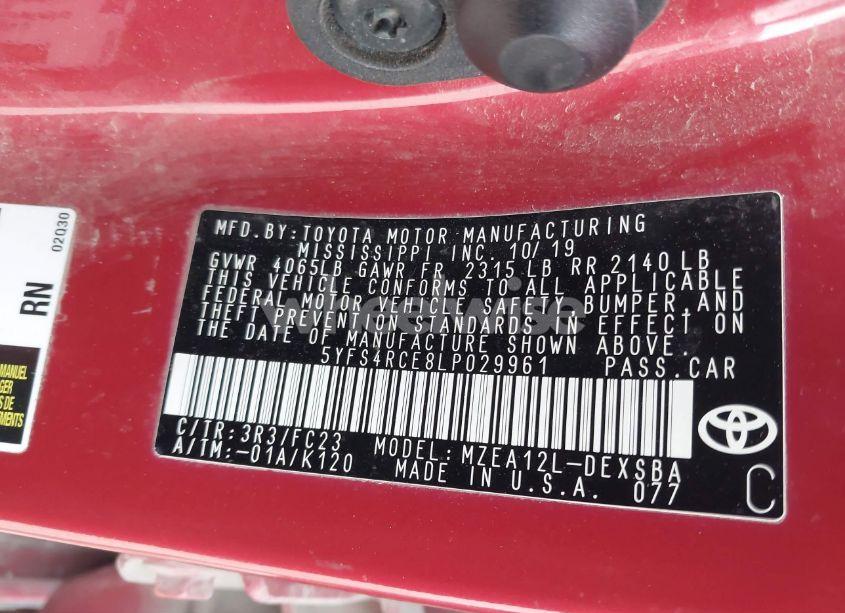 MFD.BY:TOYOTA MOTOR MANUFACTURING
MISSISSIPPI INC. 10/19
GVWR 4065LB GAWR FR 2315 LB RR 2140 LB
THIS VEHICLE CONFORMS TO ALL APPLICABLE
FEDERAL MOTOR VEHICLE SAFETY, BUMPER, AND
THEFT PREVENTION STANDARDS IN EFFECT ON
THE DATE OF MANUFACTURE SHOWN ABOVE.
5YFS4RCE8LP029961 PASS.CAR
C/TR:3R3/FC23 MODEL:MZEA12L-DEXSBA
A/TM:-01A/K120 MADE IN U.S.A. 077
C
02030
RN
MANUEL